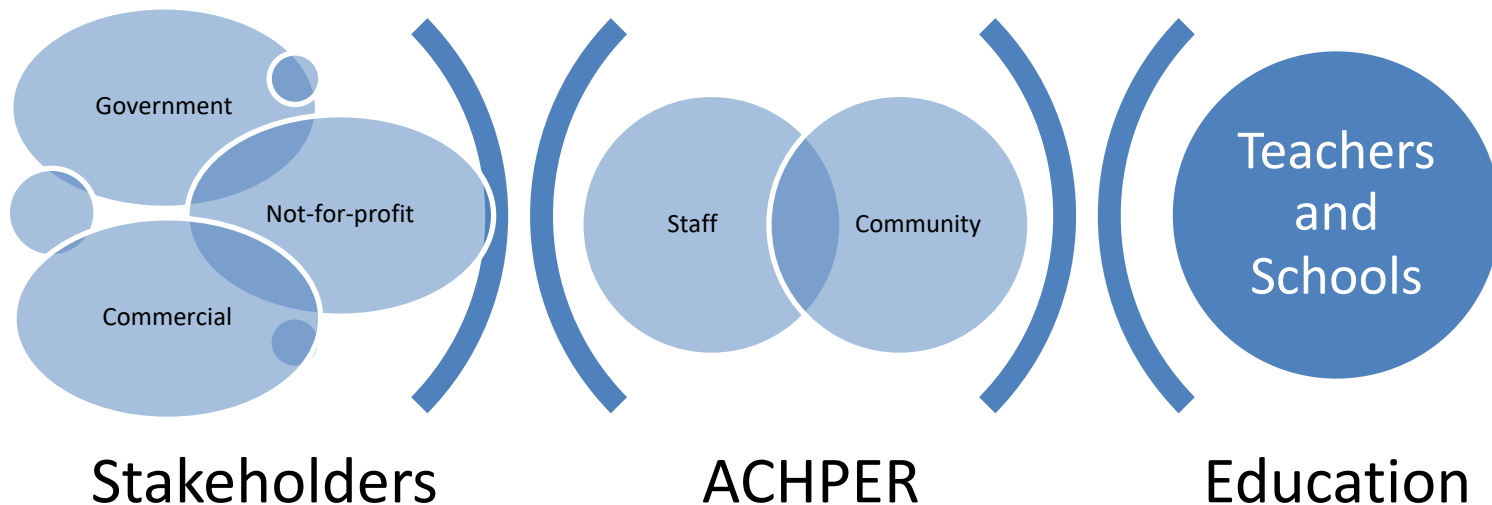 Government
Not-for-profit
Commercial
Stakeholders
Staff
Community
ACHPER
Teachers
and
Schools
Education